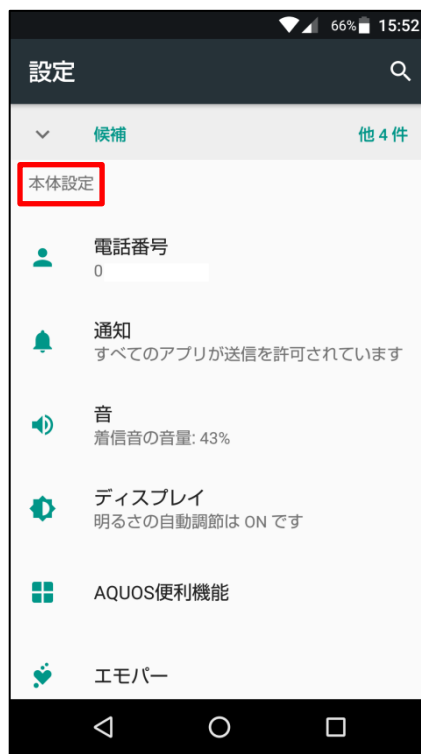 66% 15:52
設定
候補 他 4 件
本体設定
電話番号
0
通知
すべてのアプリが送信を許可されています
音
着信音の音量: 43%
ディスプレイ
明るさの自動調節は ON です
AQUOS便利機能
エモパー